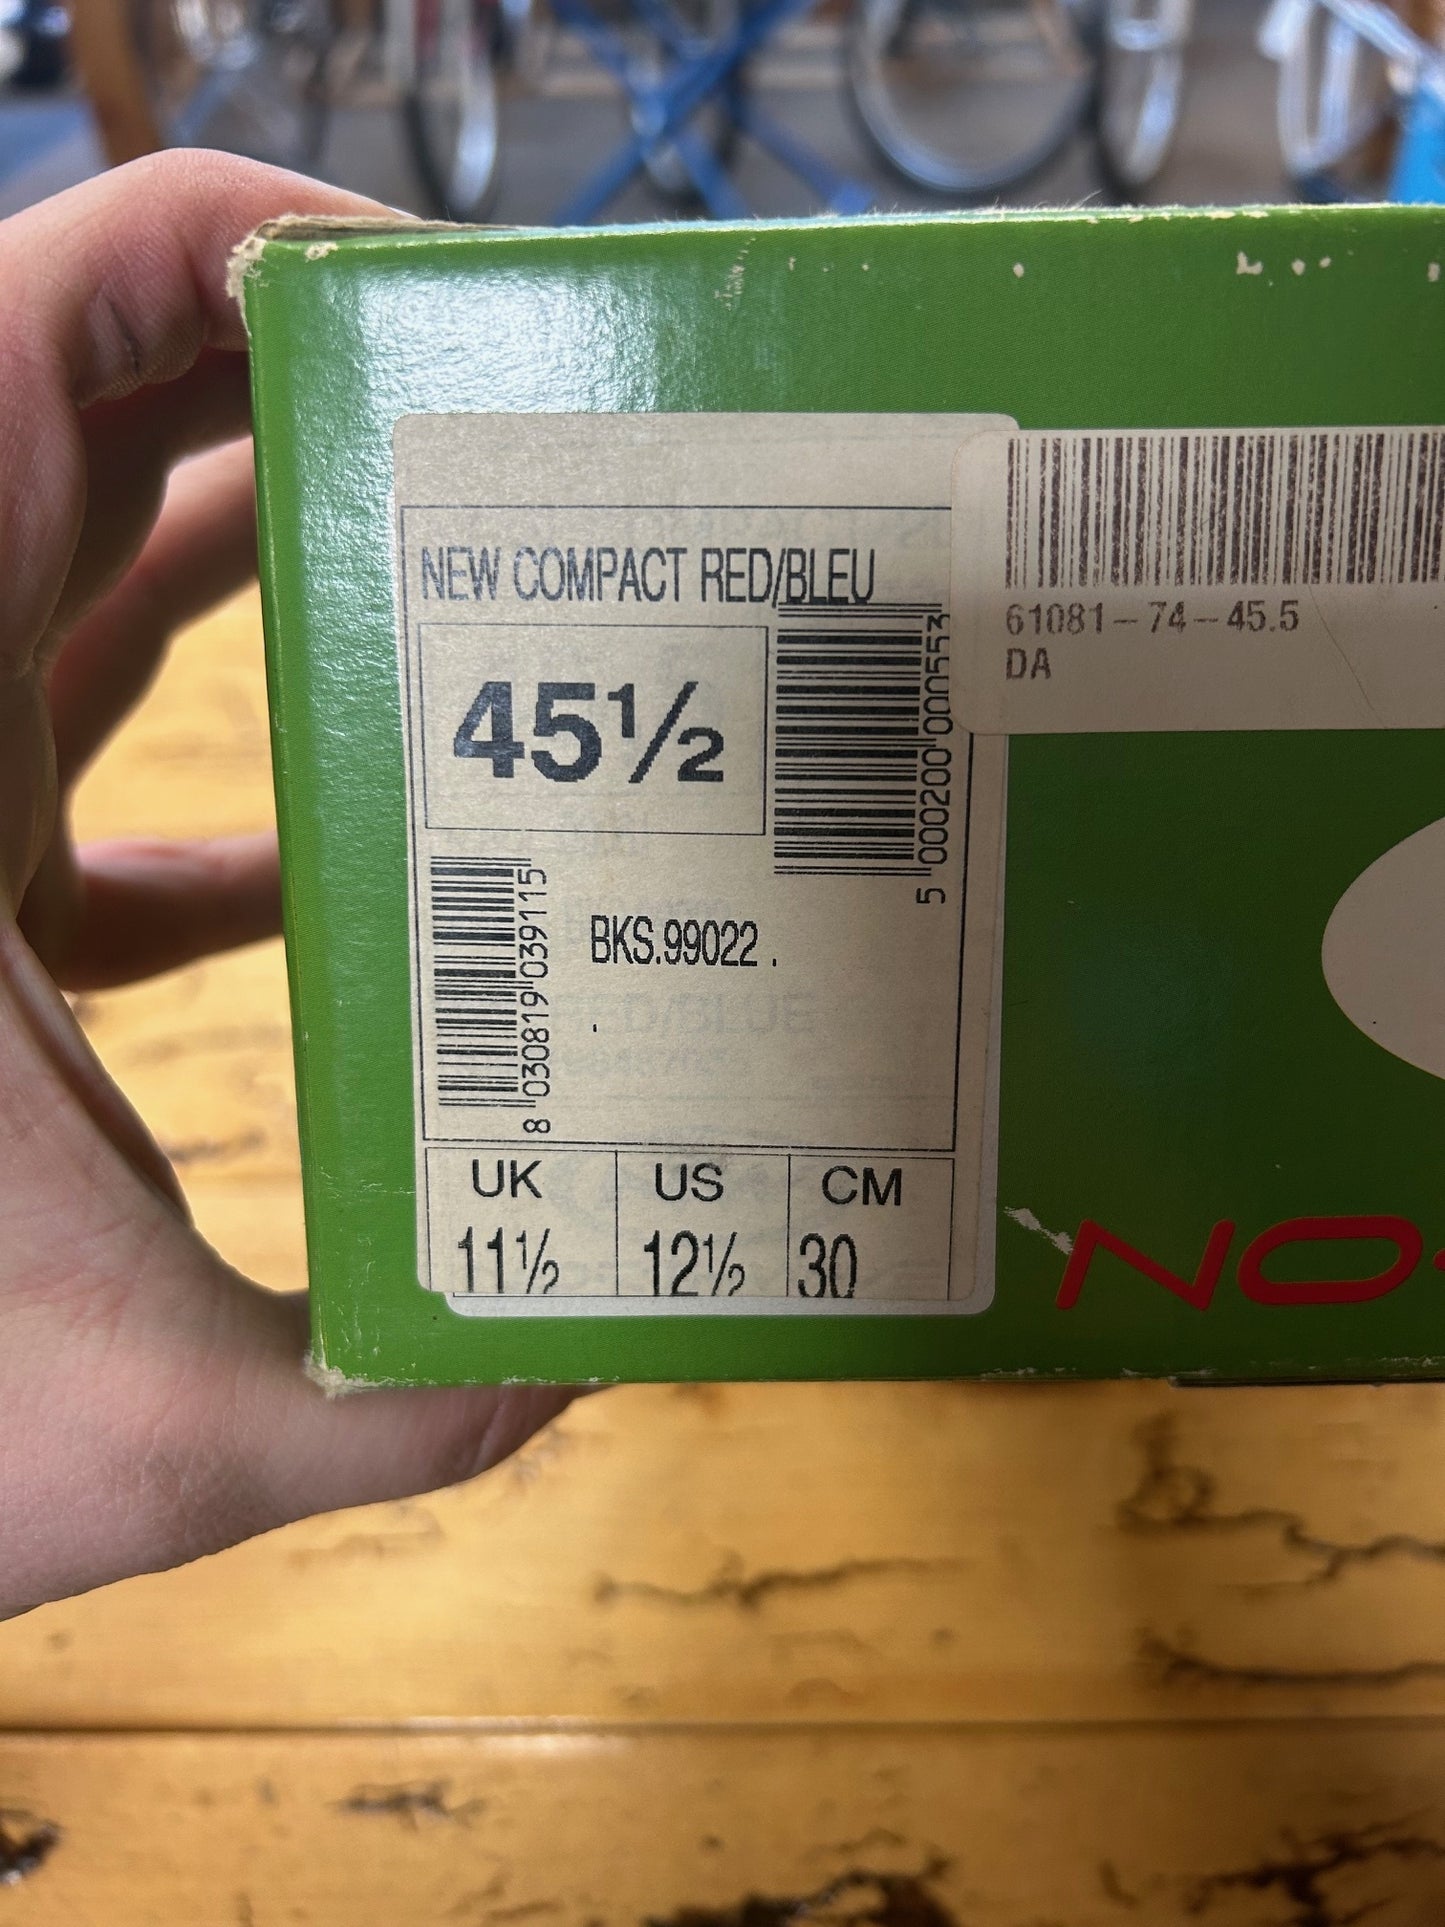 NEW COMPACT RED/BLEU
45½
5 000200 000553
8 030819 039115
BKS.99022 .
.
UK US CM
11½ 12½ 30
61081-74-45.5
DA